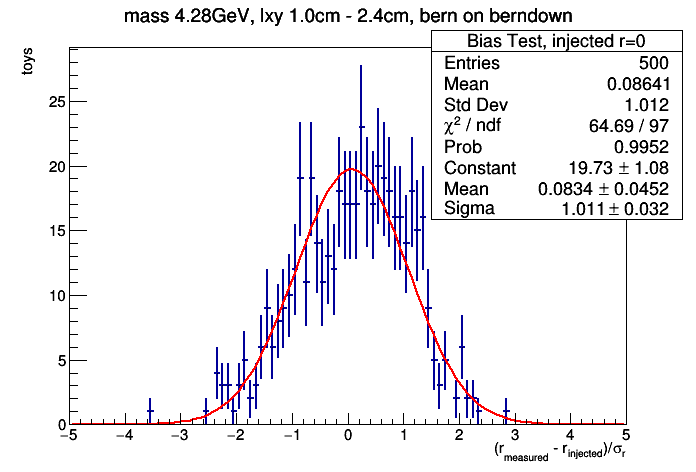 mass 4.28GeV, lxy 1.0cm - 2.4cm, bern on berndown
toys
Bias Test, injected r=0
Entries 500
Mean 0.08641
Std Dev 1.012
χ² / ndf 64.69 / 97
Prob 0.9952
Constant 19.73 ± 1.08
Mean 0.0834 ± 0.0452
Sigma 1.011 ± 0.032
25
20
15
10
5
0
−5 −4 −3 −2 −1 0 1 2 3 4 5
(r_measured - r_injected)/σ_r